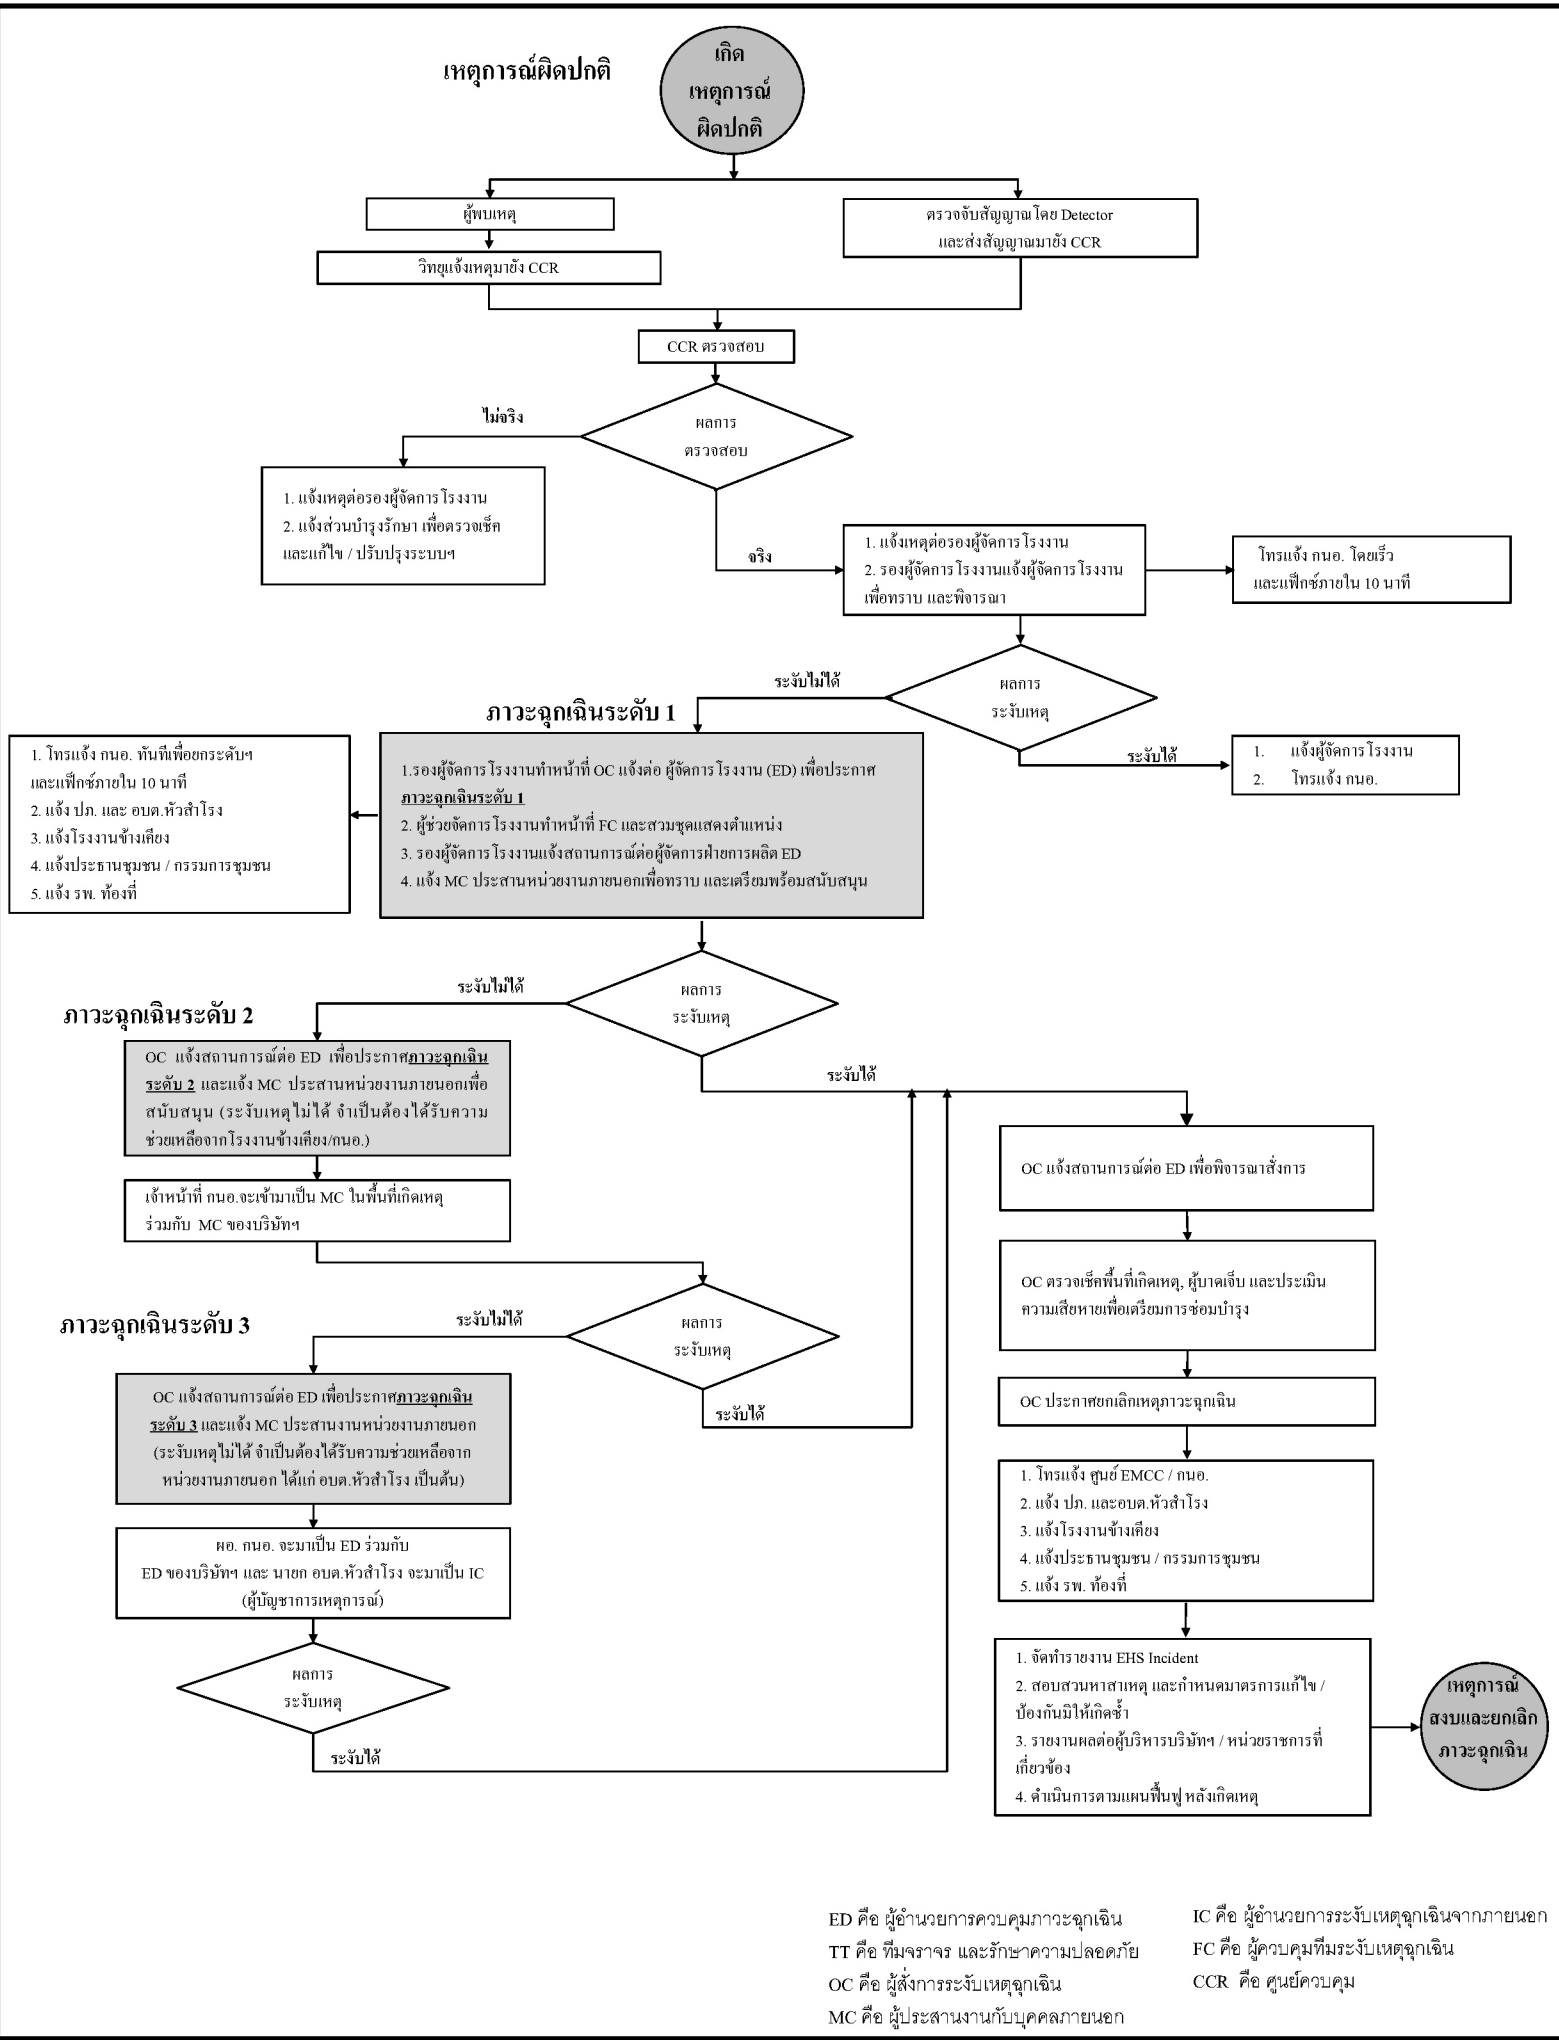 เหตุการณ์ผิดปกติ
เกิด
เหตุการณ์
ผิดปกติ
ผู้พบเหตุ
วิทยุแจ้งเหตุมายัง CCR
ตรวจจับสัญญาณโดย Detector
และส่งสัญญาณมายัง CCR
CCR ตรวจสอบ
ผลการ
ตรวจสอบ
ไม่จริง
1. แจ้งเหตุต่อรองผู้จัดการโรงงาน
2. แจ้งส่วนบำรุงรักษา เพื่อตรวจเช็ค
และแก้ไข / ปรับปรุงระบบฯ
จริง
1. แจ้งเหตุต่อรองผู้จัดการโรงงาน
2. รองผู้จัดการโรงงานแจ้งผู้จัดการโรงงาน
เพื่อทราบ และพิจารณา
โทรแจ้ง กนอ. โดยเร็ว
และแฟ็กซ์ภายใน 10 นาที
ผลการ
ระงับเหตุ
ระงับไม่ได้
ระงับได้
1. แจ้งผู้จัดการโรงงาน
2. โทรแจ้ง กนอ.
ภาวะฉุกเฉินระดับ 1
1.รองผู้จัดการโรงงานทำหน้าที่ OC แจ้งต่อ ผู้จัดการโรงงาน (ED) เพื่อประกาศ
ภาวะฉุกเฉินระดับ 1
2. ผู้ช่วยจัดการโรงงานทำหน้าที่ FC และสวมชุดแสดงตำแหน่ง
3. รองผู้จัดการโรงงานแจ้งสถานการณ์ต่อผู้จัดการฝ่ายการผลิต ED
4. แจ้ง MC ประสานหน่วยงานภายนอกเพื่อทราบ และเตรียมพร้อมสนับสนุน
1. โทรแจ้ง กนอ. ทันทีเพื่อยกระดับฯ
และแฟ็กซ์ภายใน 10 นาที
2. แจ้ง ปภ. และ อบต.หัวสำโรง
3. แจ้งโรงงานข้างเคียง
4. แจ้งประธานชุมชน / กรรมการชุมชน
5. แจ้ง รพ. ท้องที่
ผลการ
ระงับเหตุ
ระงับไม่ได้
ระงับได้
ภาวะฉุกเฉินระดับ 2
OC แจ้งสถานการณ์ต่อ ED เพื่อประกาศภาวะฉุกเฉิน
ระดับ 2 และแจ้ง MC ประสานหน่วยงานภายนอกเพื่อ
สนับสนุน (ระงับเหตุไม่ได้ จำเป็นต้องได้รับความ
ช่วยเหลือจากโรงงานข้างเคียง/กนอ.)
เจ้าหน้าที่ กนอ.จะเข้ามาเป็น MC ในพื้นที่เกิดเหตุ
ร่วมกับ MC ของบริษัทฯ
ผลการ
ระงับเหตุ
ระงับไม่ได้
ระงับได้
ภาวะฉุกเฉินระดับ 3
OC แจ้งสถานการณ์ต่อ ED เพื่อประกาศภาวะฉุกเฉิน
ระดับ 3 และแจ้ง MC ประสานงานหน่วยงานภายนอก
(ระงับเหตุไม่ได้ จำเป็นต้องได้รับความช่วยเหลือจาก
หน่วยงานภายนอก ได้แก่ อบต.หัวสำโรง เป็นต้น)
ผอ. กนอ. จะมาเป็น ED ร่วมกับ
ED ของบริษัทฯ และ นายก อบต.หัวสำโรง จะมาเป็น IC
(ผู้บัญชาการเหตุการณ์)
ผลการ
ระงับเหตุ
ระงับได้
OC แจ้งสถานการณ์ต่อ ED เพื่อพิจารณาสั่งการ
OC ตรวจเช็คพื้นที่เกิดเหตุ, ผู้บาดเจ็บ และประเมิน
ความเสียหายเพื่อเตรียมการซ่อมบำรุง
OC ประกาศยกเลิกเหตุภาวะฉุกเฉิน
1. โทรแจ้ง ศูนย์ EMCC / กนอ.
2. แจ้ง ปภ. และอบต.หัวสำโรง
3. แจ้งโรงงานข้างเคียง
4. แจ้งประธานชุมชน / กรรมการชุมชน
5. แจ้ง รพ. ท้องที่
1. จัดทำรายงาน EHS Incident
2. สอบสวนหาสาเหตุ และกำหนดมาตรการแก้ไข /
ป้องกันมิให้เกิดซ้ำ
3. รายงานผลต่อผู้บริหารบริษัทฯ / หน่วยราชการที่
เกี่ยวข้อง
4. ดำเนินการตามแผนฟื้นฟู หลังเกิดเหตุ
เหตุการณ์
สงบและยกเลิก
ภาวะฉุกเฉิน
ED คือ ผู้อำนวยการควบคุมภาวะฉุกเฉิน
TT คือ ทีมจราจร และรักษาความปลอดภัย
OC คือ ผู้สั่งการระงับเหตุฉุกเฉิน
MC คือ ผู้ประสานงานกับบุคคลภายนอก
IC คือ ผู้อำนวยการระงับเหตุฉุกเฉินจากภายนอก
FC คือ ผู้ควบคุมทีมระงับเหตุฉุกเฉิน
CCR คือ ศูนย์ควบคุม